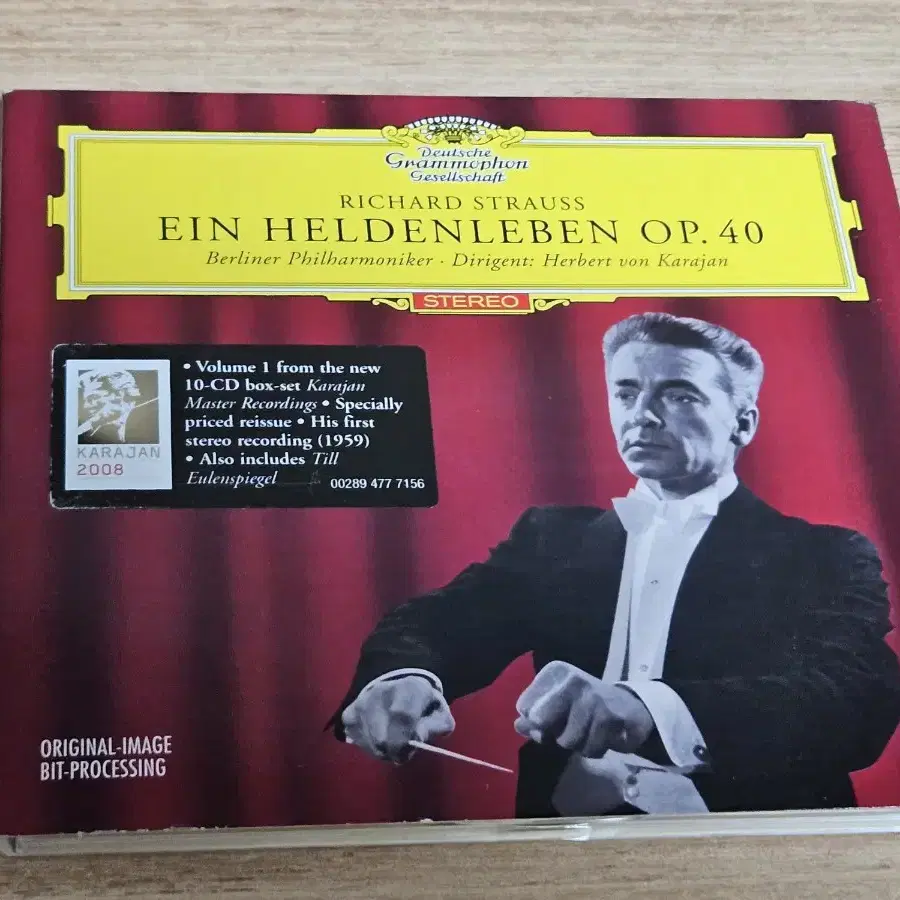 Deutsche
Grammophon
Gesellschaft
RICHARD STRAUSS
EIN HELDENLEBEN OP. 40
Berliner Philharmoniker · Dirigent: Herbert von Karajan
STEREO
• Volume 1 from the new
10-CD box-set Karajan
Master Recordings • Specially
priced reissue • His first
stereo recording (1959)
• Also includes Till
Eulenspiegel
00289 477 7156
KARAJAN
2008
ORIGINAL-IMAGE
BIT-PROCESSING